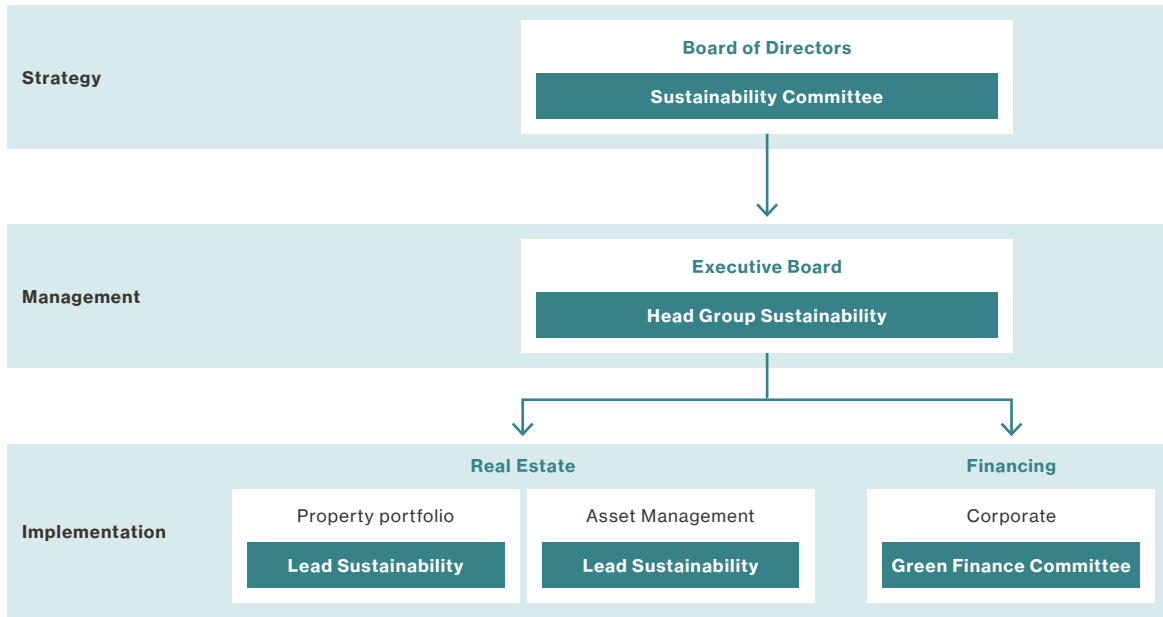 Strategy
Board of Directors
Sustainability Committee
Management
Executive Board
Head Group Sustainability
Implementation
Real Estate
Property portfolio
Lead Sustainability
Asset Management
Lead Sustainability
Financing
Corporate
Green Finance Committee